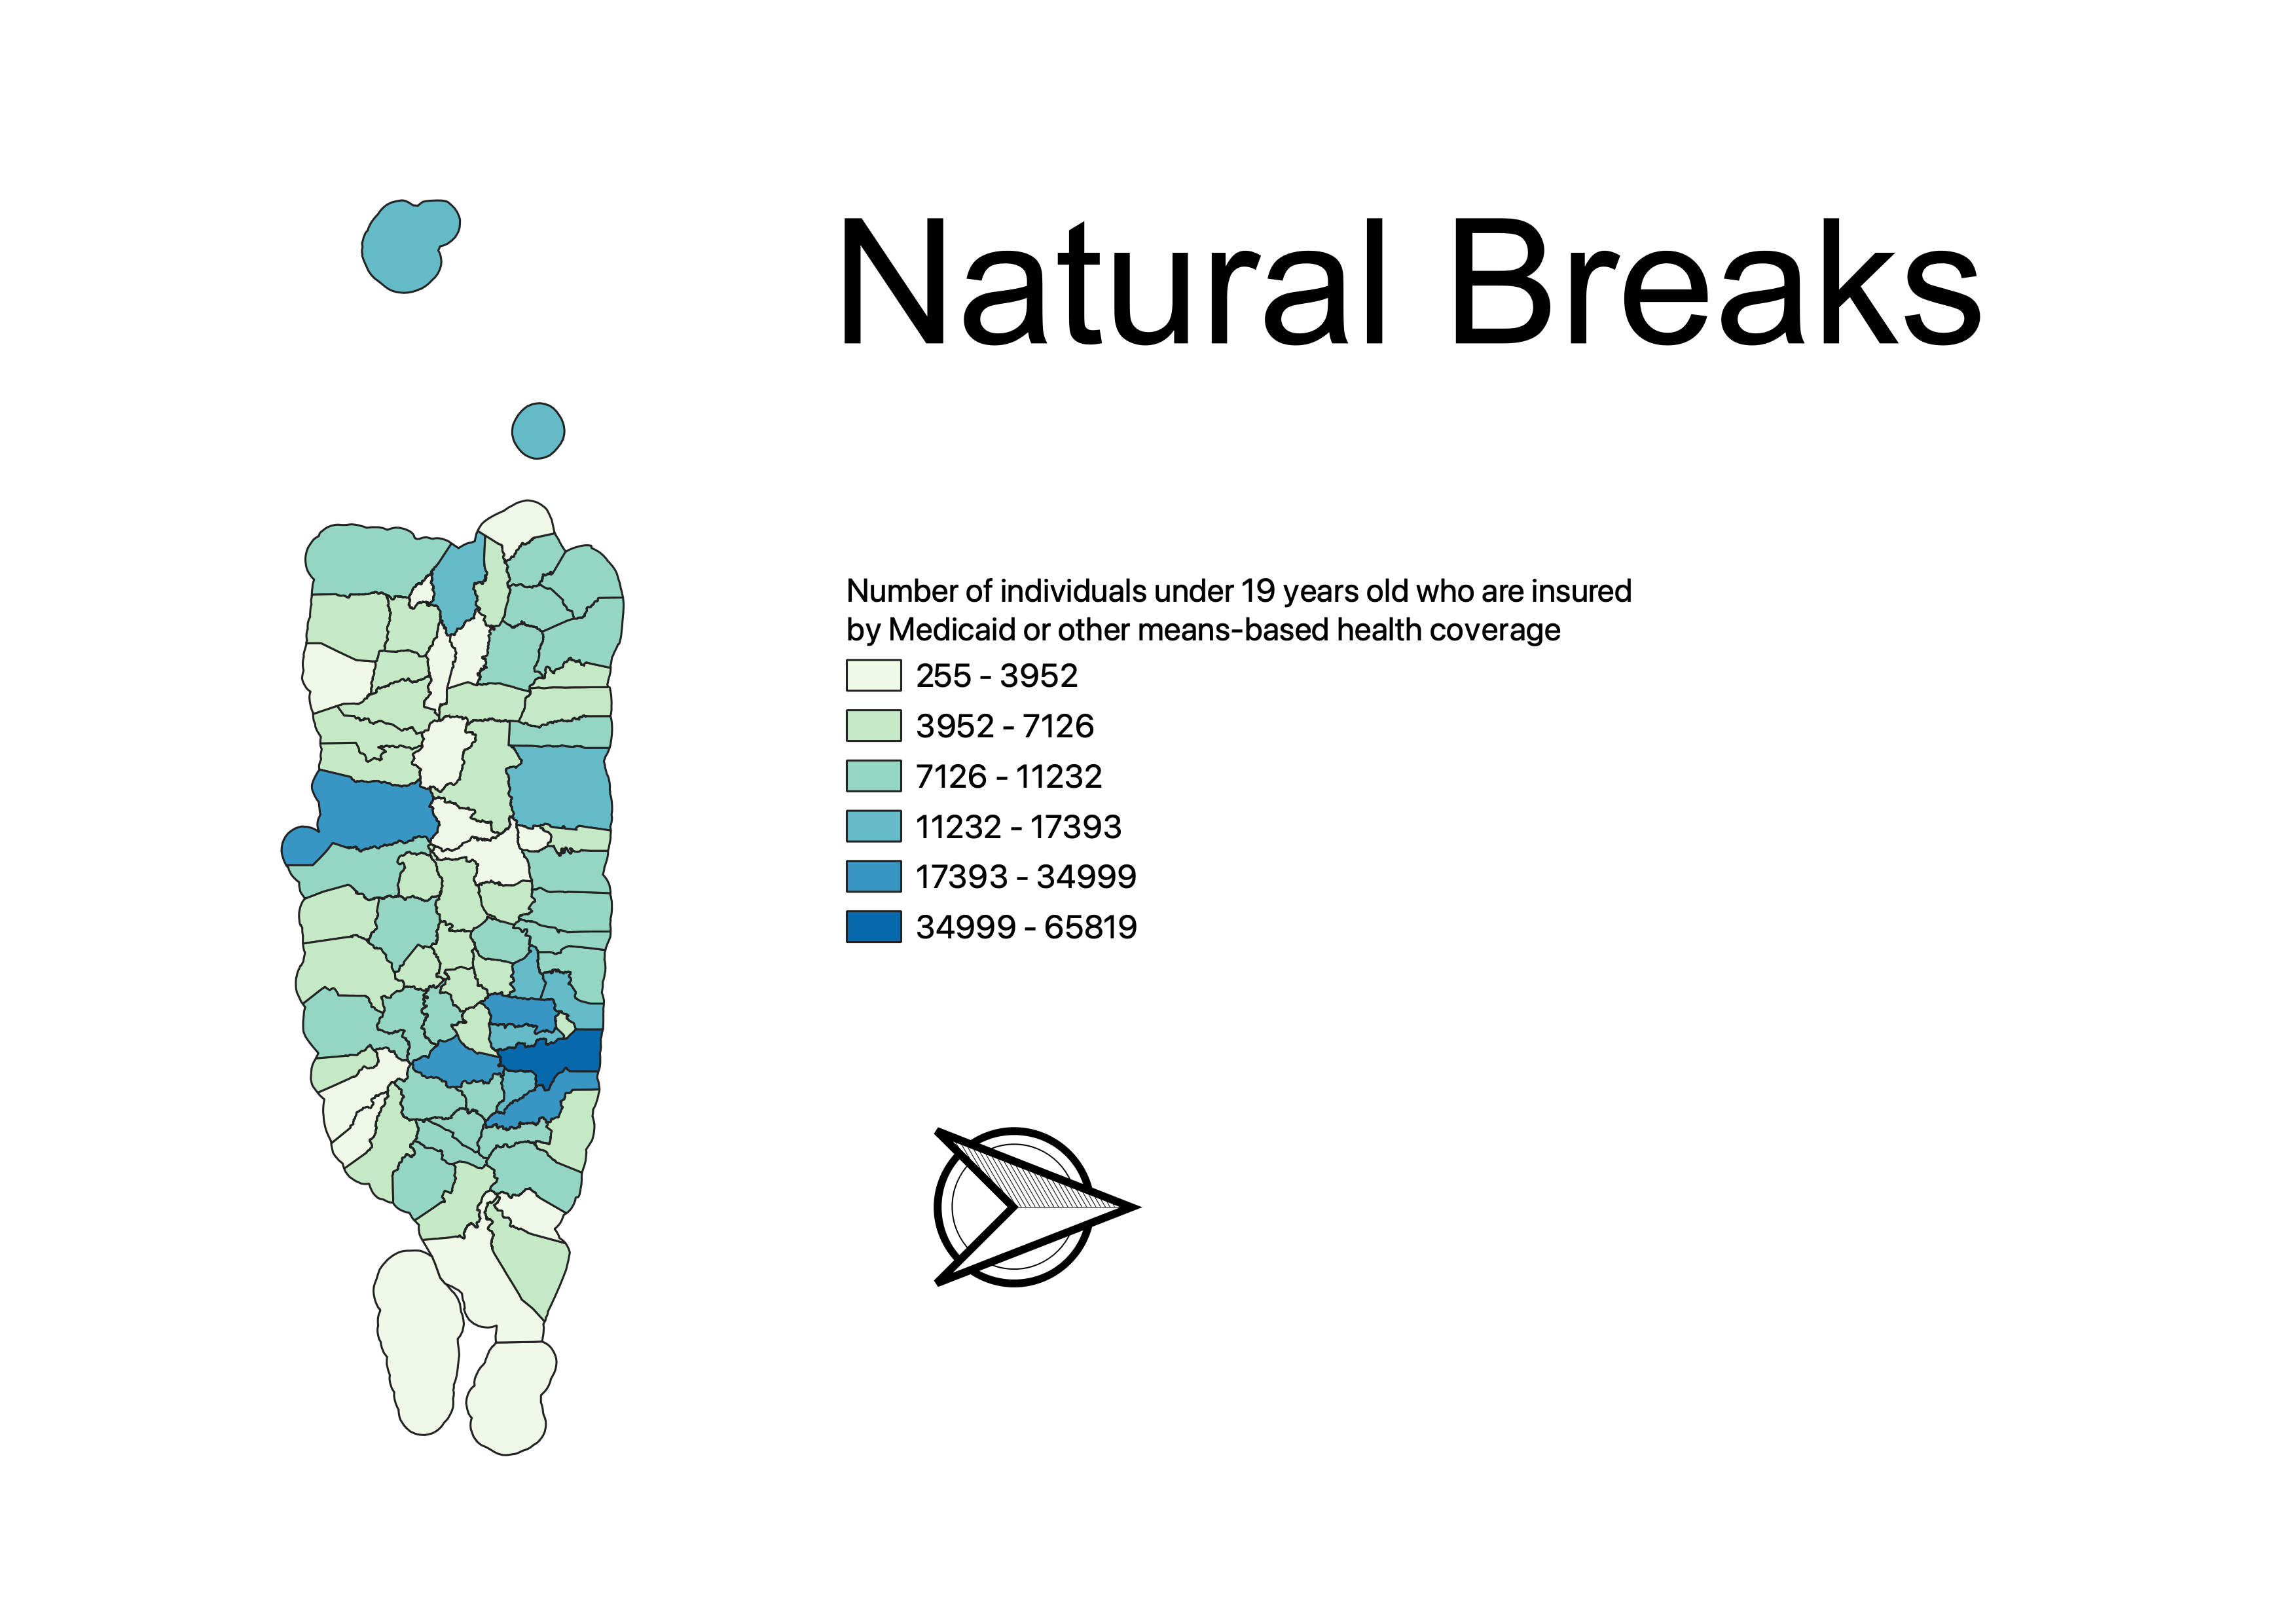 Natural Breaks
Number of individuals under 19 years old who are insured
by Medicaid or other means-based health coverage
255 - 3952
3952 - 7126
7126 - 11232
11232 - 17393
17393 - 34999
34999 - 65819